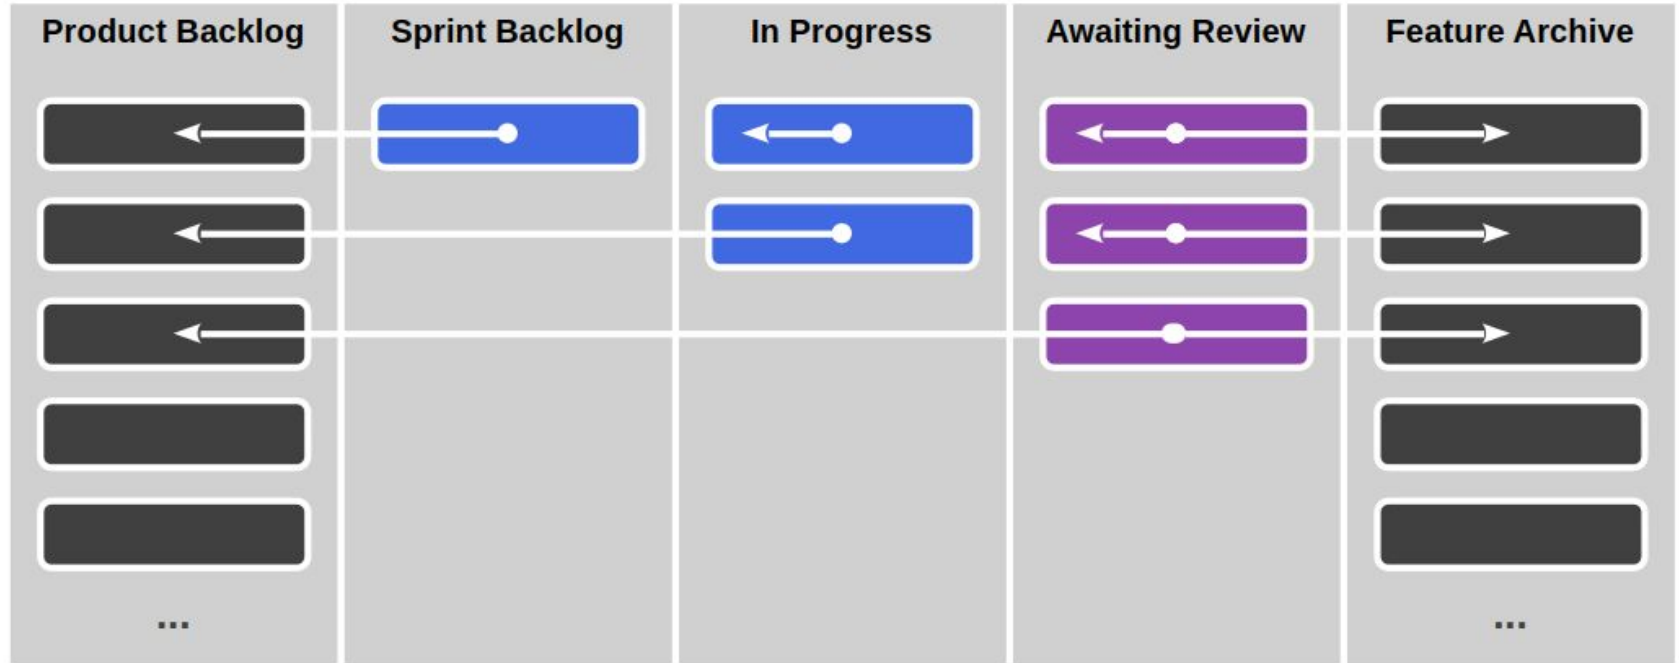 Product Backlog
Sprint Backlog
In Progress
Awaiting Review
Feature Archive
...
...